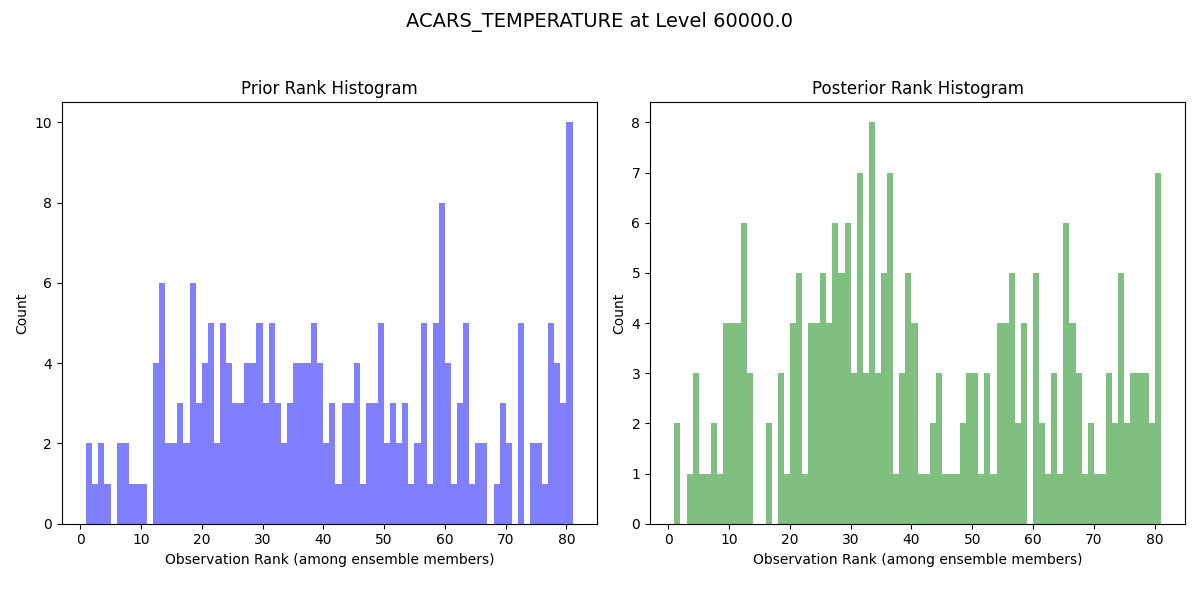 ACARS_TEMPERATURE at Level 60000.0
Prior Rank Histogram
Count
10
8
6
4
2
0
0 10 20 30 40 50 60 70 80
Observation Rank (among ensemble members)
Posterior Rank Histogram
Count
8
7
6
5
4
3
2
1
0
0 10 20 30 40 50 60 70 80
Observation Rank (among ensemble members)